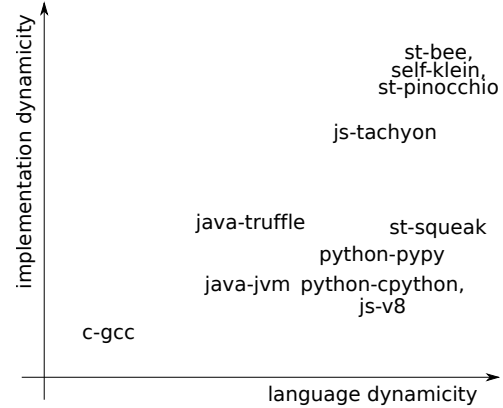 implementation dynamicity
st-bee,
self-klein,
st-pinocchio
js-tachyon
java-truffle
st-squeak
python-pypy
java-jvm
python-cpython,
js-v8
c-gcc
language dynamicity